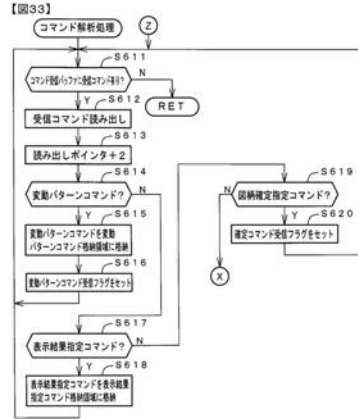 【図33】
コマンド解析処理
Z
S611
コマンド受信バッファに受信コマンド有り?
N
Y
RET
S612
受信コマンド読み出し
S613
読み出しポインタ+2
S614
変動パターンコマンド?
N
Y
S615
変動パターンコマンドを変動
パターンコマンド格納領域に格納
S616
変動パターンコマンド受信フラグをセット
S617
表示結果指定コマンド?
N
Y
S618
表示結果指定コマンドを表示結果
指定コマンド格納領域に格納
S619
図柄確定指定コマンド?
N
Y
S620
確定コマンド受信フラグをセット
X